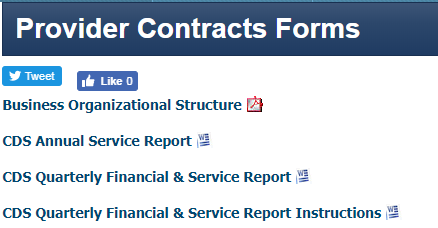 Provider Contracts Forms
Tweet Like 0
Business Organizational Structure
CDS Annual Service Report
CDS Quarterly Financial & Service Report
CDS Quarterly Financial & Service Report Instructions